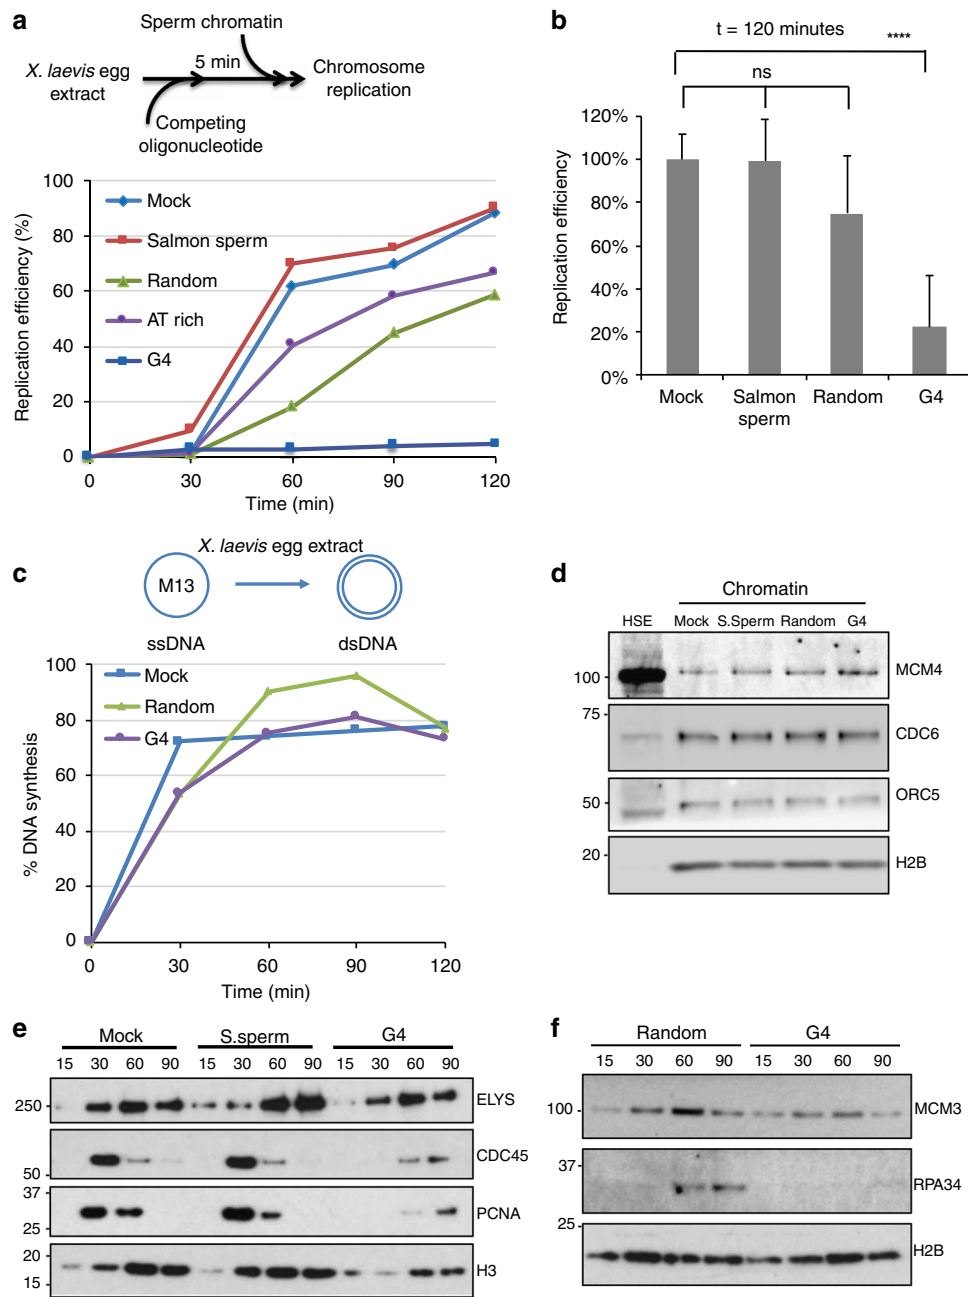 a
Sperm chromatin
X. laevis egg
extract
5 min
Chromosome
replication
Competing
oligonucleotide
Replication efficiency (%)
100
80
60
40
20
0
Mock
Salmon sperm
Random
AT rich
G4
0 30 60 90 120
Time (min)
b
t = 120 minutes
****
ns
Replication efficiency
120%
100%
80%
60%
40%
20%
0%
Mock Salmon sperm Random G4
c
X. laevis egg extract
M13
ssDNA dsDNA
% DNA synthesis
100
80
60
40
20
0
Mock
Random
G4
0 30 60 90 120
Time (min)
d
Chromatin
HSE Mock S.Sperm Random G4
100 MCM4
75
CDC6
50 ORC5
20
H2B
e
Mock S.sperm G4
15 30 60 90 15 30 60 90 15 30 60 90
250 ELYS
CDC45
50
37
PCNA
25
20
H3
15
f
Random G4
15 30 60 90 15 30 60 90
100 MCM3
37
RPA34
25
H2B